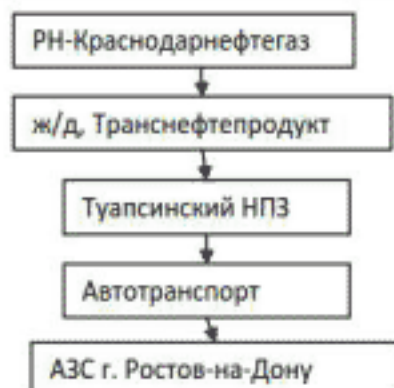 РН-Краснодарнефтегаз
ж/д, Транснефтепродукт
Туапсинский НПЗ
Автотранспорт
АЗС г. Ростов-на-Дону